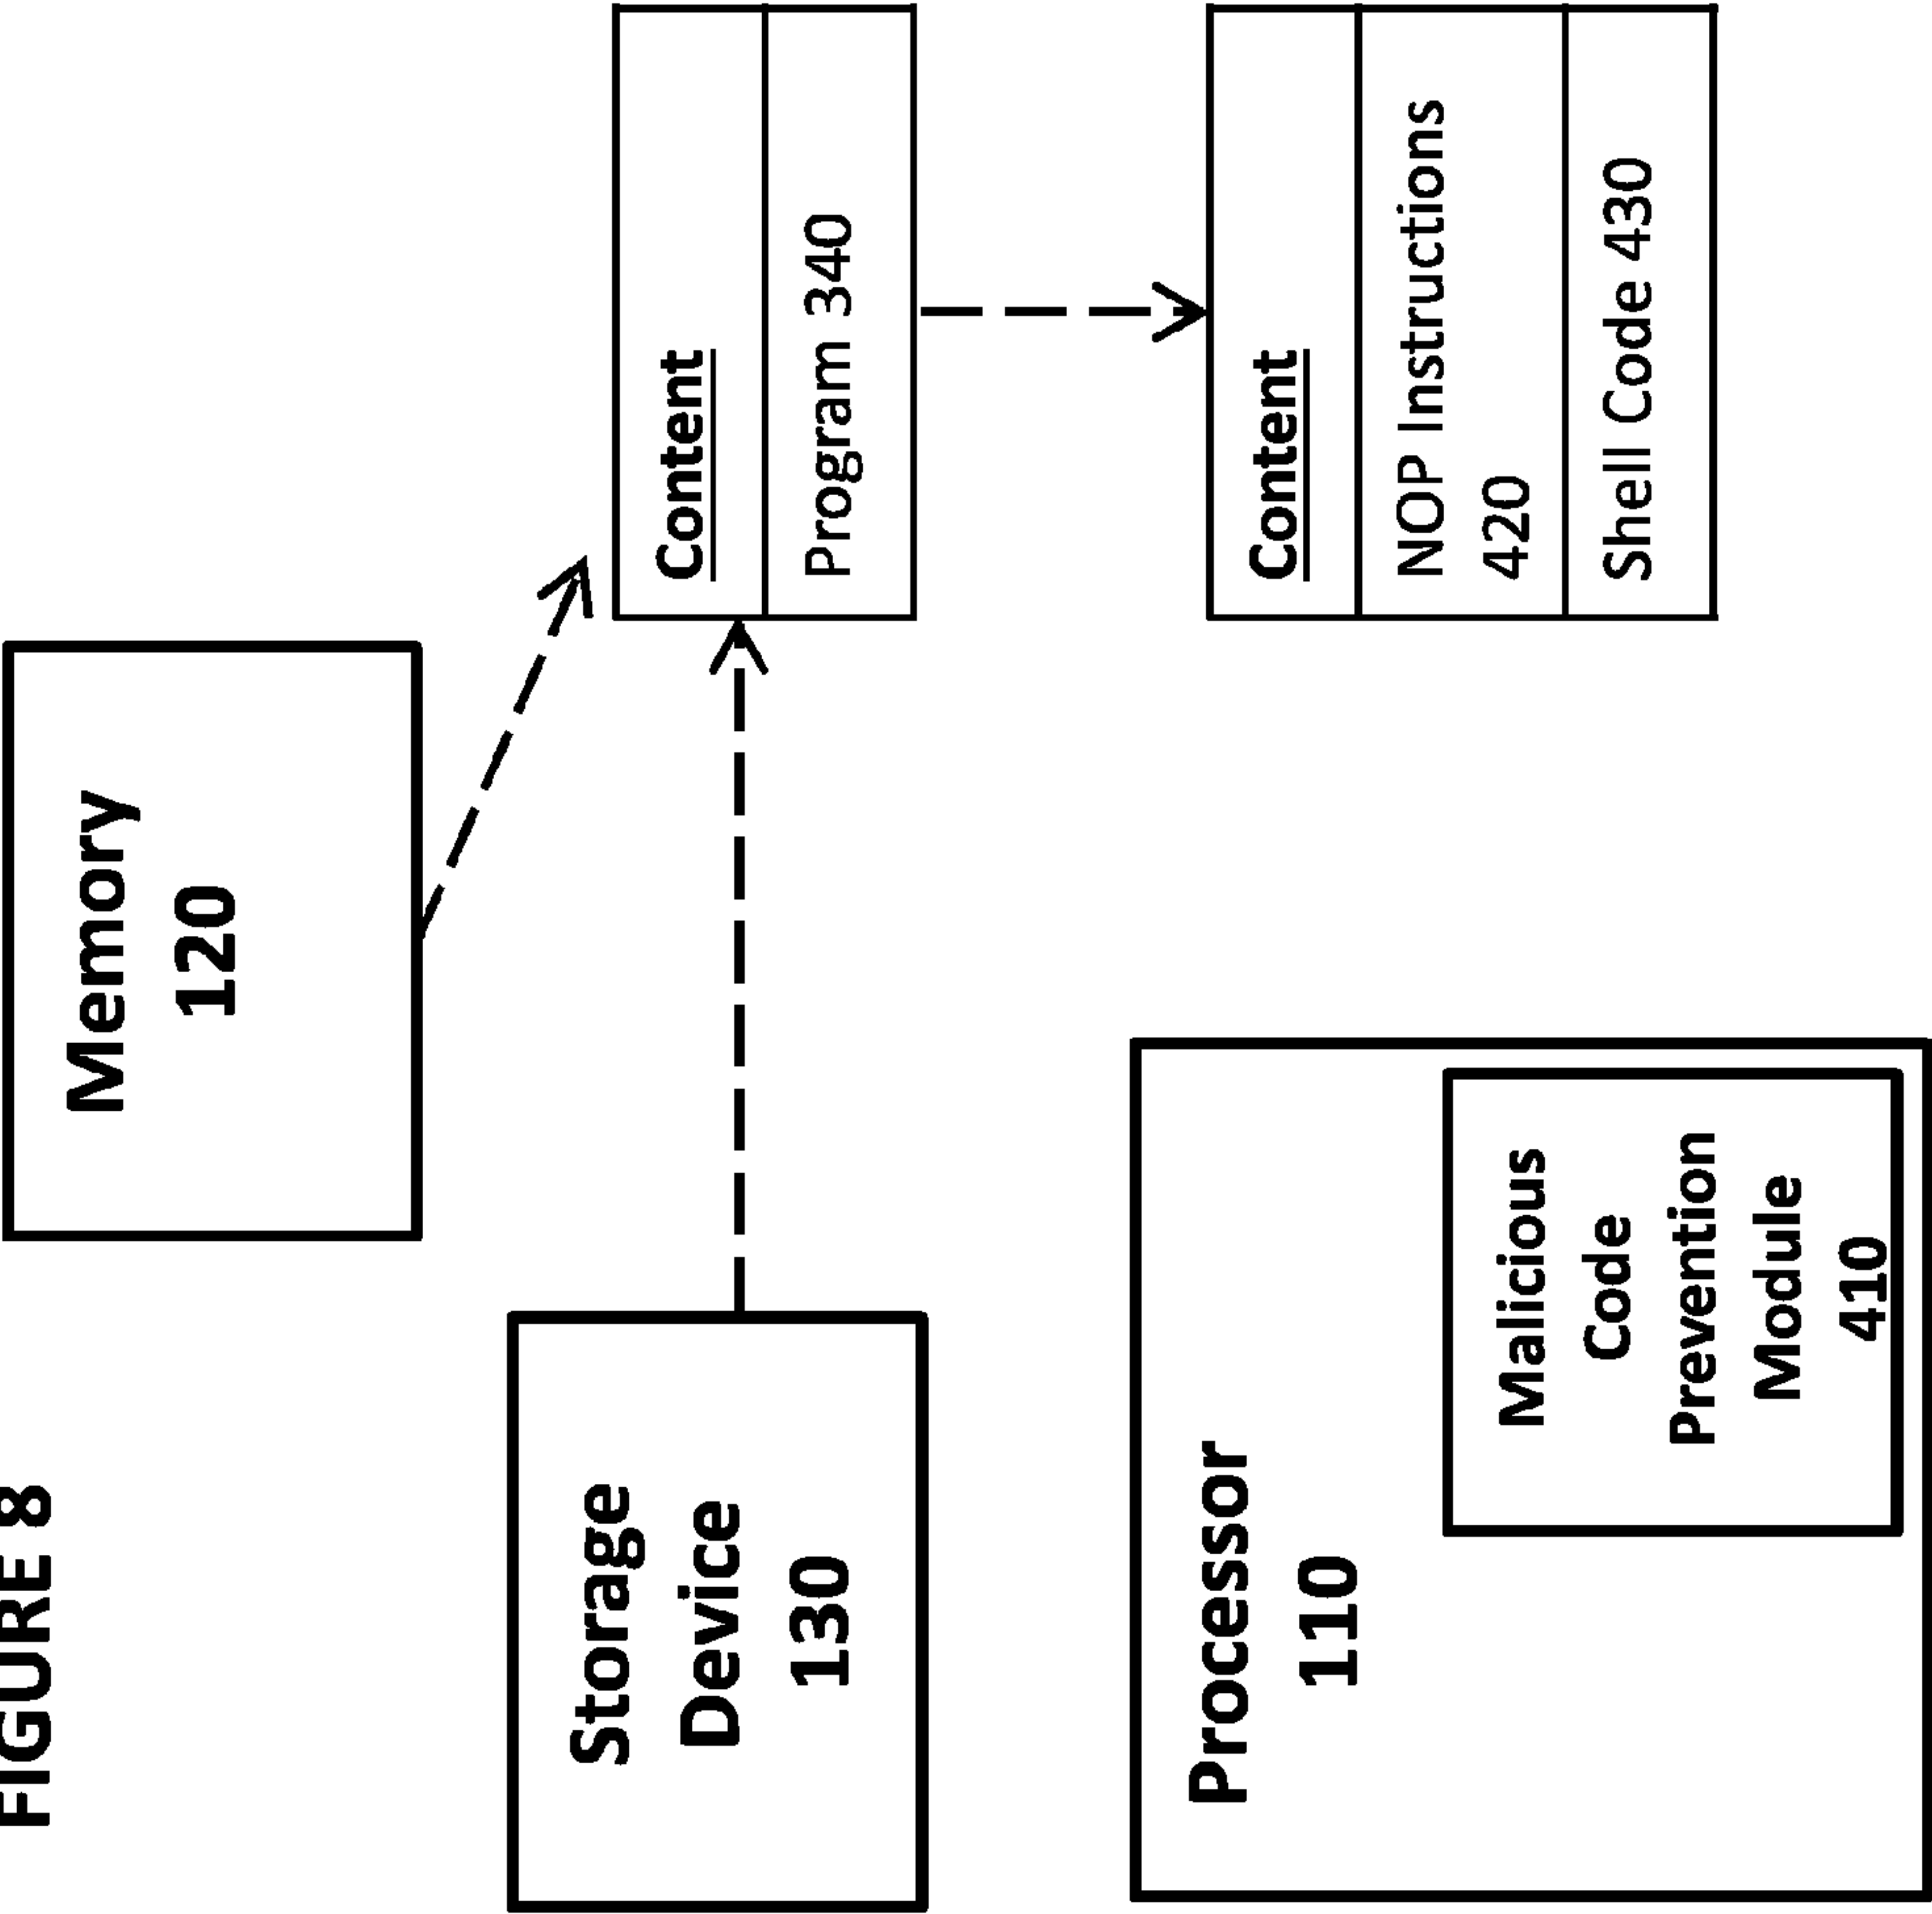 FIGURE 8
Memory
120
Storage
Device
130
Content
Program 340
Processor
110
Malicious
Code
Prevention
Module
410
Content
NOP Instructions
420
Shell Code 430